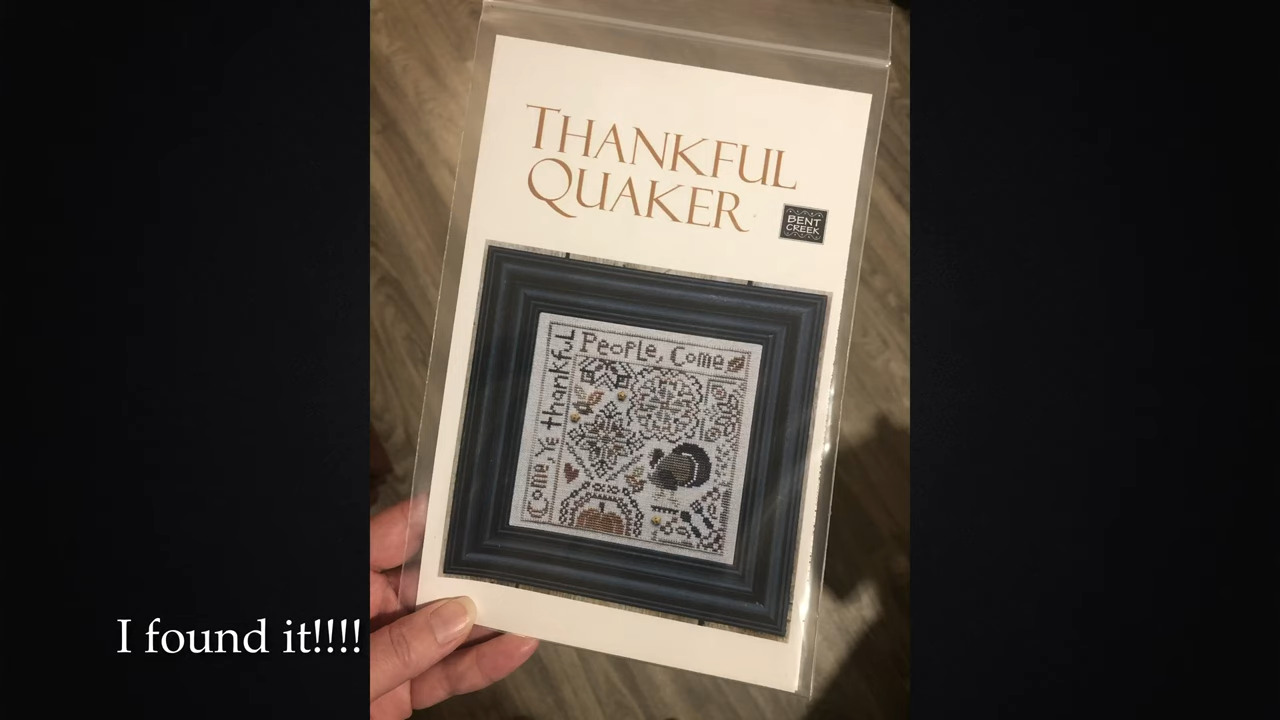 THANKFUL
QUAKER
BENT
CREEK
People, Come
Come, Ye thankful
I found it!!!!